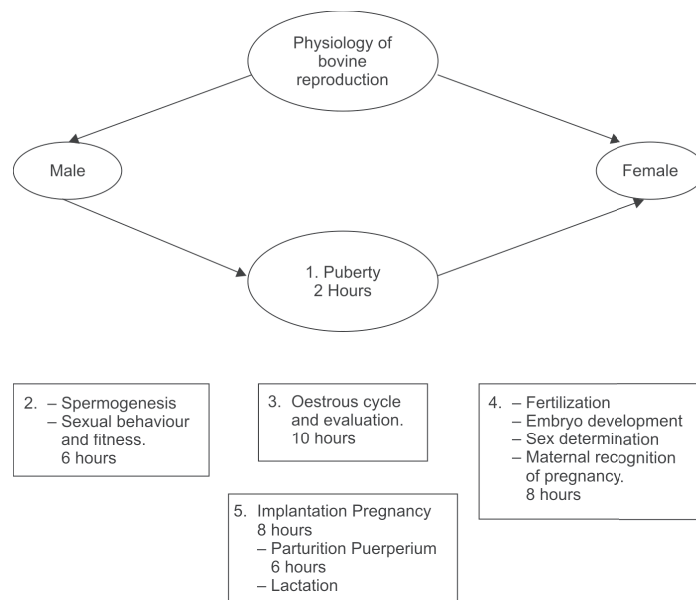 Physiology of
bovine
reproduction
Male
Female
1. Puberty
2 Hours
2. – Spermogenesis
– Sexual behaviour
and fitness.
6 hours
3. Oestrous cycle
and evaluation.
10 hours
4. – Fertilization
– Embryo development
– Sex determination
– Maternal recognition
of pregnancy.
8 hours
5. Implantation Pregnancy
8 hours
– Parturition Puerperium
6 hours
– Lactation